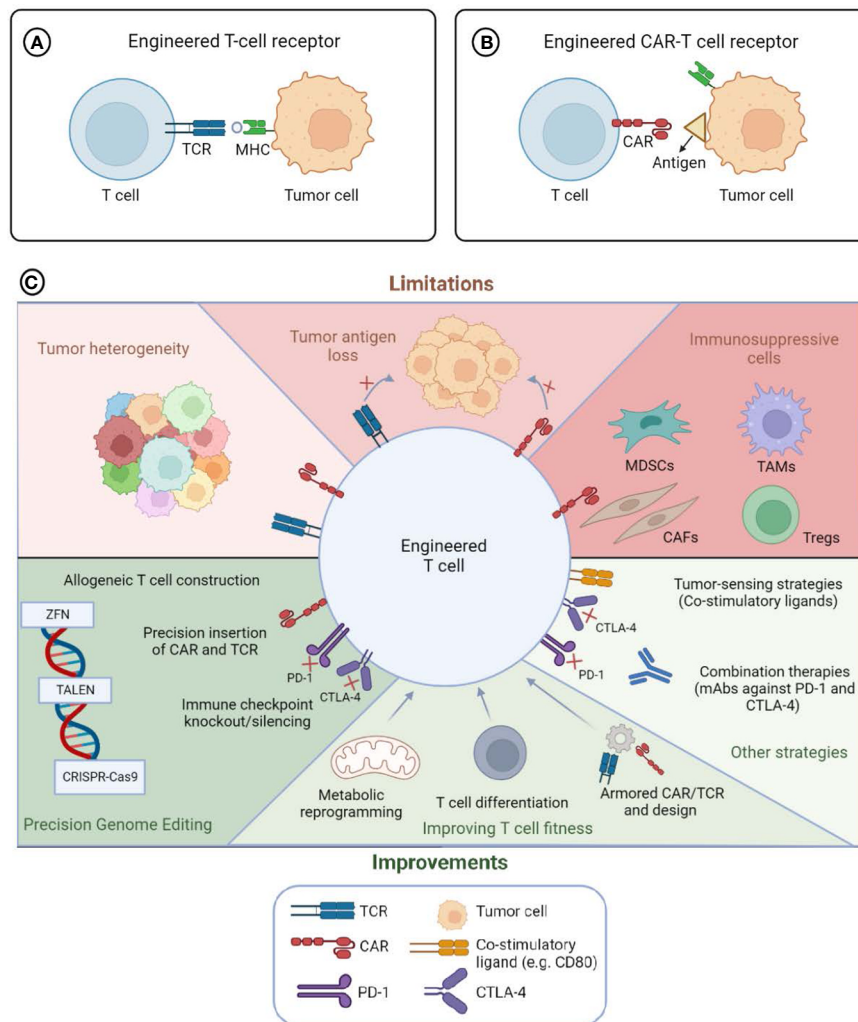 A
Engineered T-cell receptor
TCR
MHC
T cell
Tumor cell
B
Engineered CAR-T cell receptor
CAR
Antigen
T cell
Tumor cell
C
Limitations
Tumor heterogeneity
Tumor antigen
loss
Immunosuppressive
cells
MDSCs
TAMs
CAFs
Tregs
Engineered
T cell
Allogeneic T cell construction
ZFN
TALEN
CRISPR-Cas9
Precision insertion
of CAR and TCR
PD-1
CTLA-4
Immune checkpoint
knockout/silencing
Precision Genome Editing
Metabolic
reprogramming
T cell differentiation
Armored CAR/TCR
and design
Improving T cell fitness
CTLA-4
PD-1
Tumor-sensing strategies
(Co-stimulatory ligands)
Combination therapies
(mAbs against PD-1 and
CTLA-4)
Other strategies
Improvements
TCR
Tumor cell
CAR
Co-stimulatory
ligand (e.g. CD80)
PD-1
CTLA-4